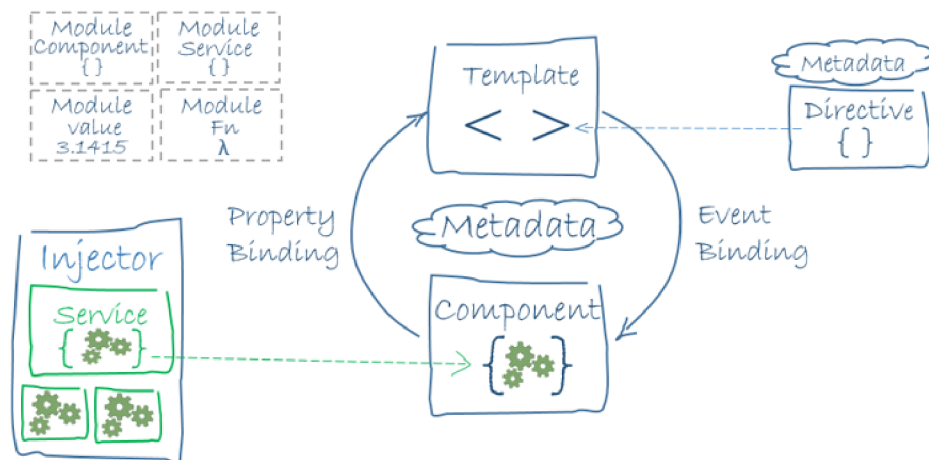 Module
Component
{ }
Module
Service
{ }
Module
value
3.1415
Module
Fn
λ
Template
< >
Metadata
Directive
{ }
Property
Binding
Metadata
Event
Binding
Injector
Service
{ }
Component
{ }